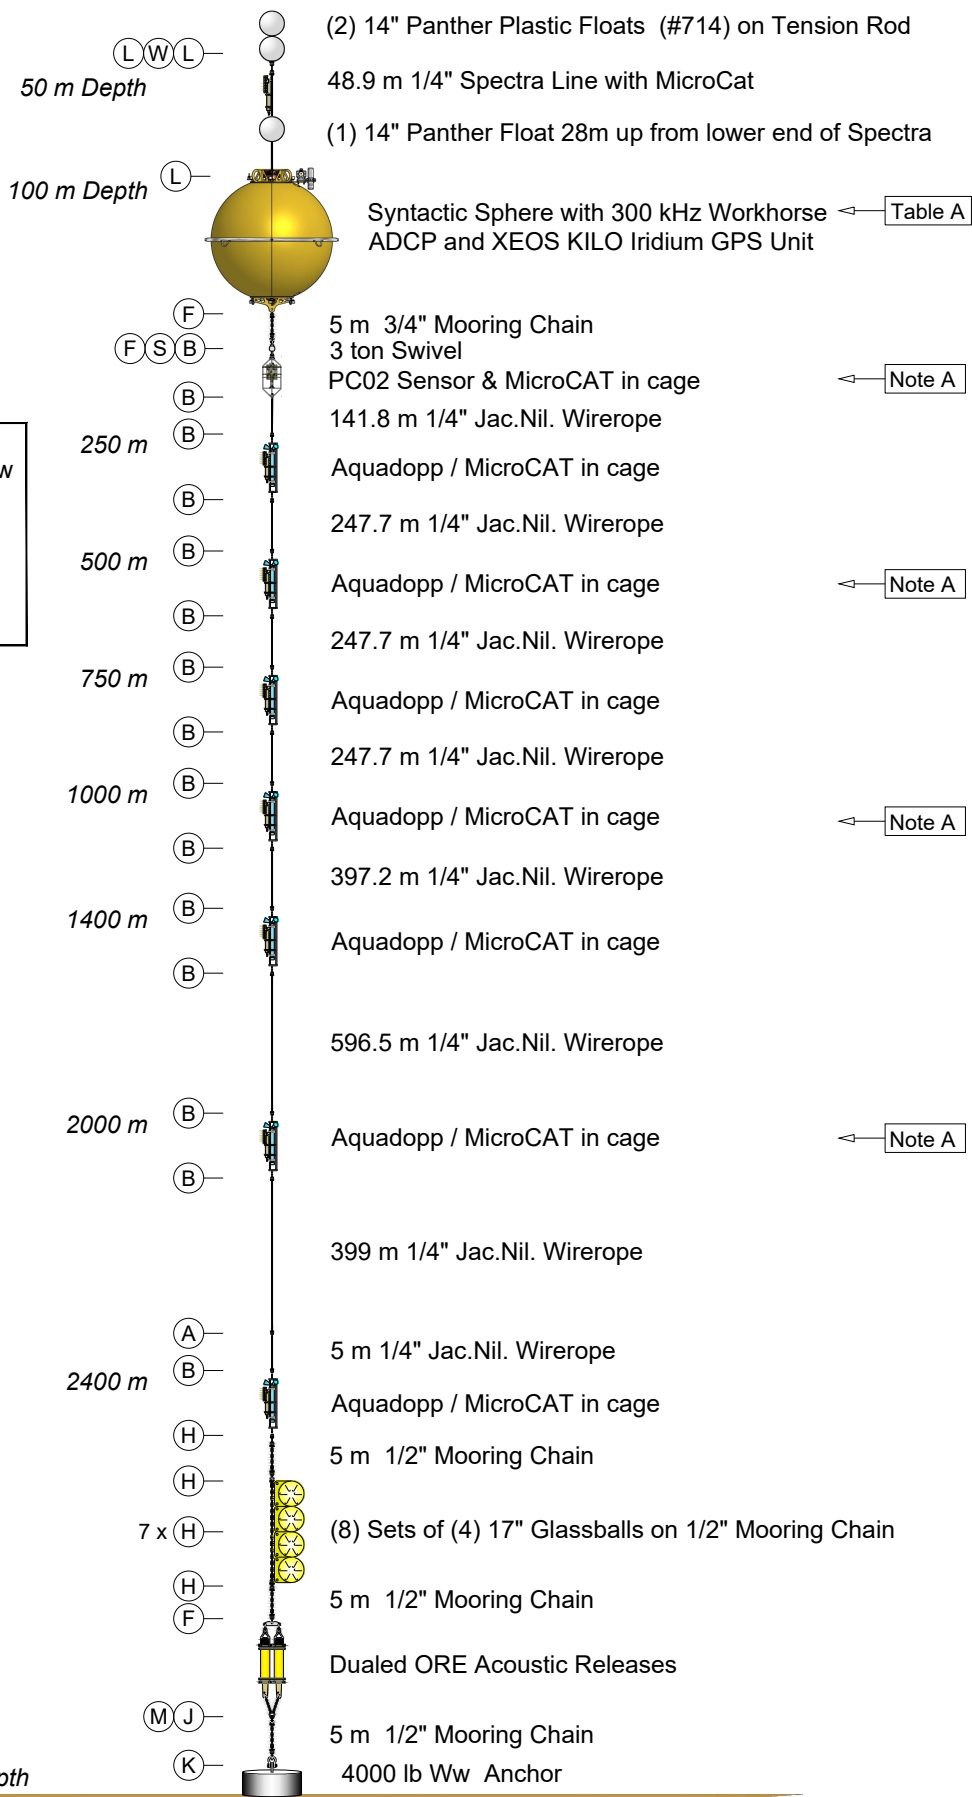 (2) 14" Panther Plastic Floats (#714) on Tension Rod
L W L
50 m Depth
48.9 m 1/4" Spectra Line with MicroCat
(1) 14" Panther Float 28m up from lower end of Spectra
L
100 m Depth
Syntactic Sphere with 300 kHz Workhorse
ADCP and XEOS KILO Iridium GPS Unit
Table A
F
5 m 3/4" Mooring Chain
F S B
3 ton Swivel
PC02 Sensor & MicroCAT in cage
Note A
B
141.8 m 1/4" Jac.Nil. Wirerope
B
250 m
Aquadopp / MicroCAT in cage
B
247.7 m 1/4" Jac.Nil. Wirerope
B
500 m
Aquadopp / MicroCAT in cage
Note A
B
247.7 m 1/4" Jac.Nil. Wirerope
B
750 m
Aquadopp / MicroCAT in cage
B
247.7 m 1/4" Jac.Nil. Wirerope
B
1000 m
Aquadopp / MicroCAT in cage
Note A
B
397.2 m 1/4" Jac.Nil. Wirerope
B
1400 m
Aquadopp / MicroCAT in cage
B
596.5 m 1/4" Jac.Nil. Wirerope
B
2000 m
Aquadopp / MicroCAT in cage
Note A
B
399 m 1/4" Jac.Nil. Wirerope
A
5 m 1/4" Jac.Nil. Wirerope
B
2400 m
Aquadopp / MicroCAT in cage
H
5 m 1/2" Mooring Chain
H
7 x H
(8) Sets of (4) 17" Glassballs on 1/2" Mooring Chain
H
5 m 1/2" Mooring Chain
F
Dualed ORE Acoustic Releases
M J
5 m 1/2" Mooring Chain
K
4000 lb Ww Anchor